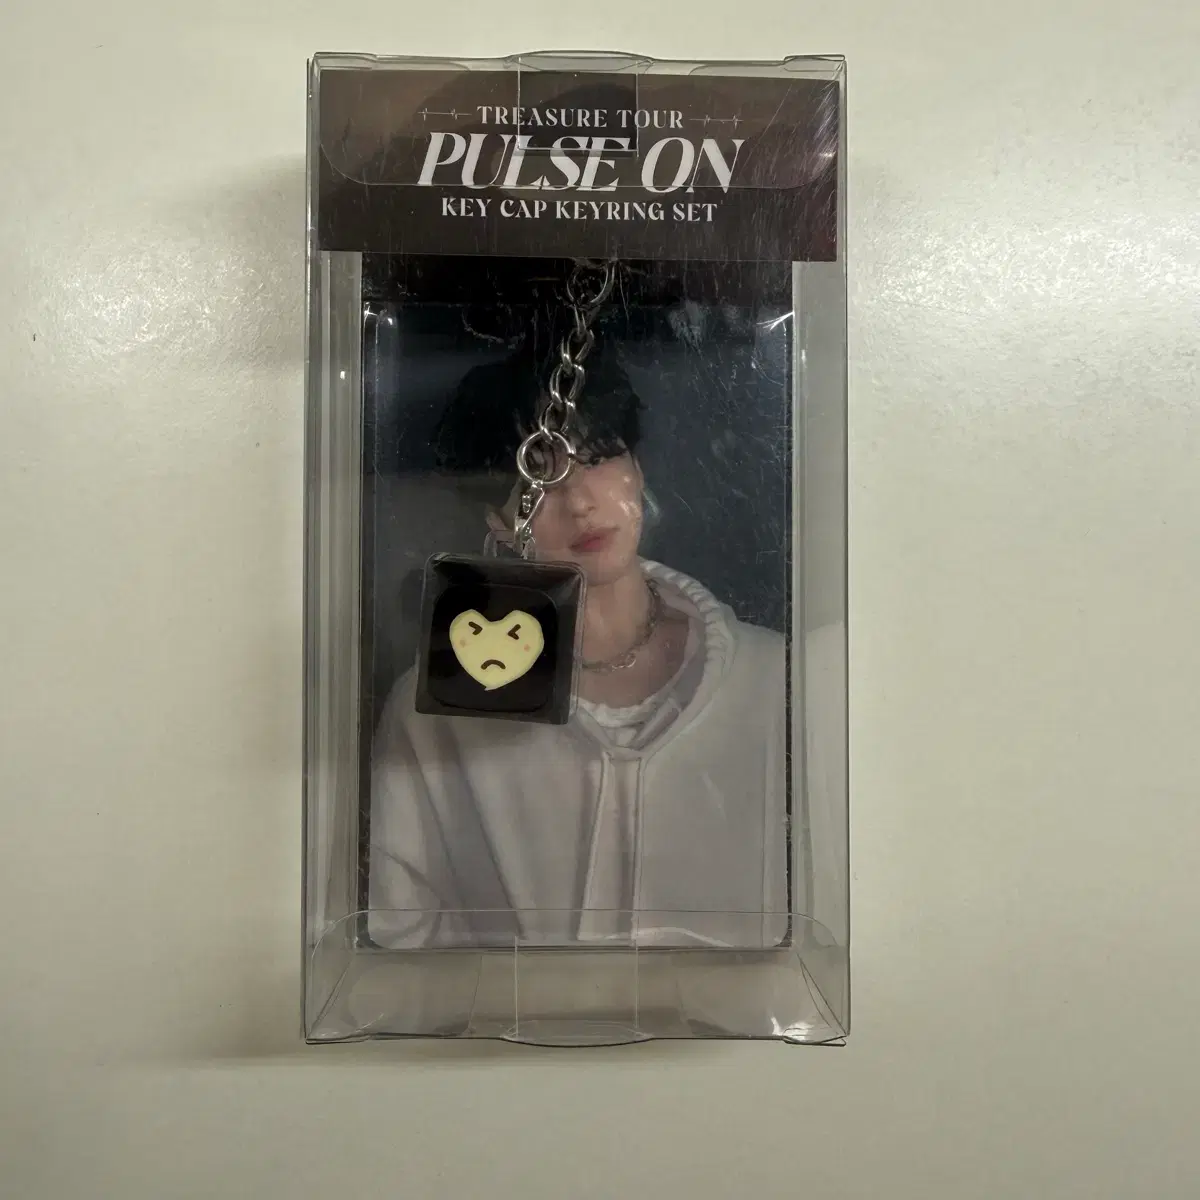 TREASURE TOUR
PULSE ON
KEY CAP KEYRING SET